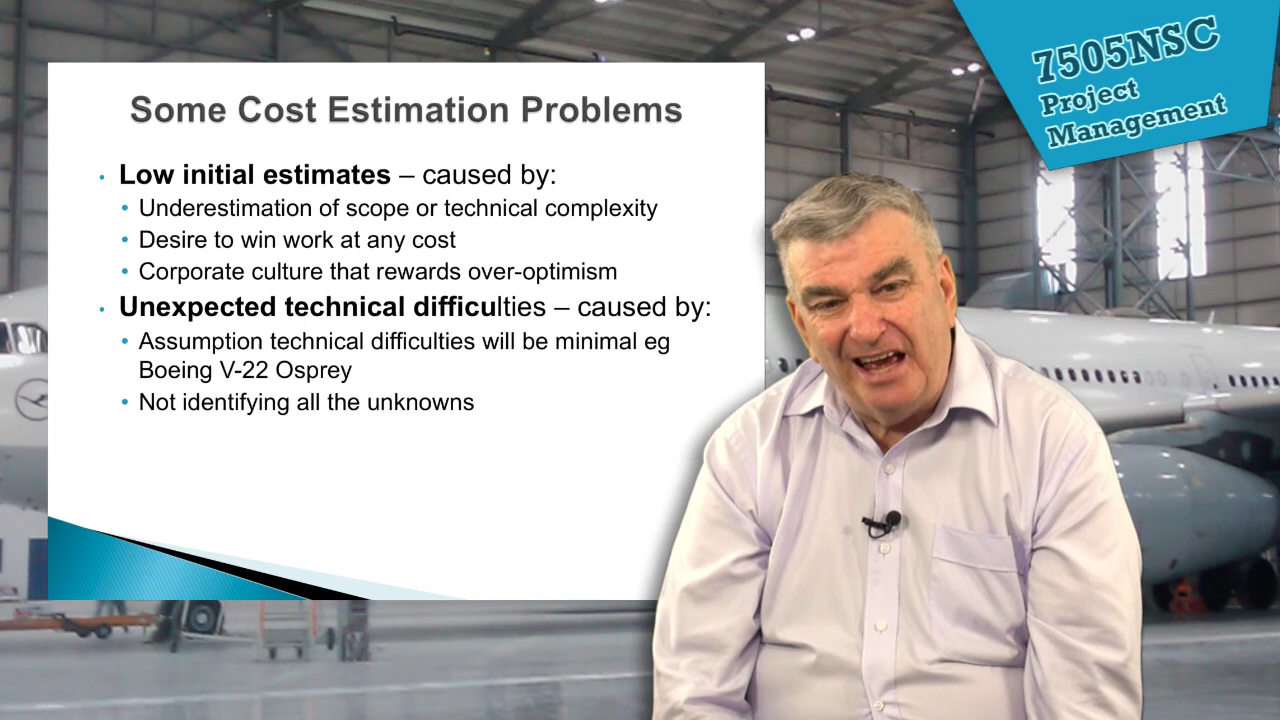 7505NSC
Project
Management
Some Cost Estimation Problems
• Low initial estimates – caused by:
• Underestimation of scope or technical complexity
• Desire to win work at any cost
• Corporate culture that rewards over-optimism
• Unexpected technical difficulties – caused by:
• Assumption technical difficulties will be minimal eg
Boeing V-22 Osprey
• Not identifying all the unknowns